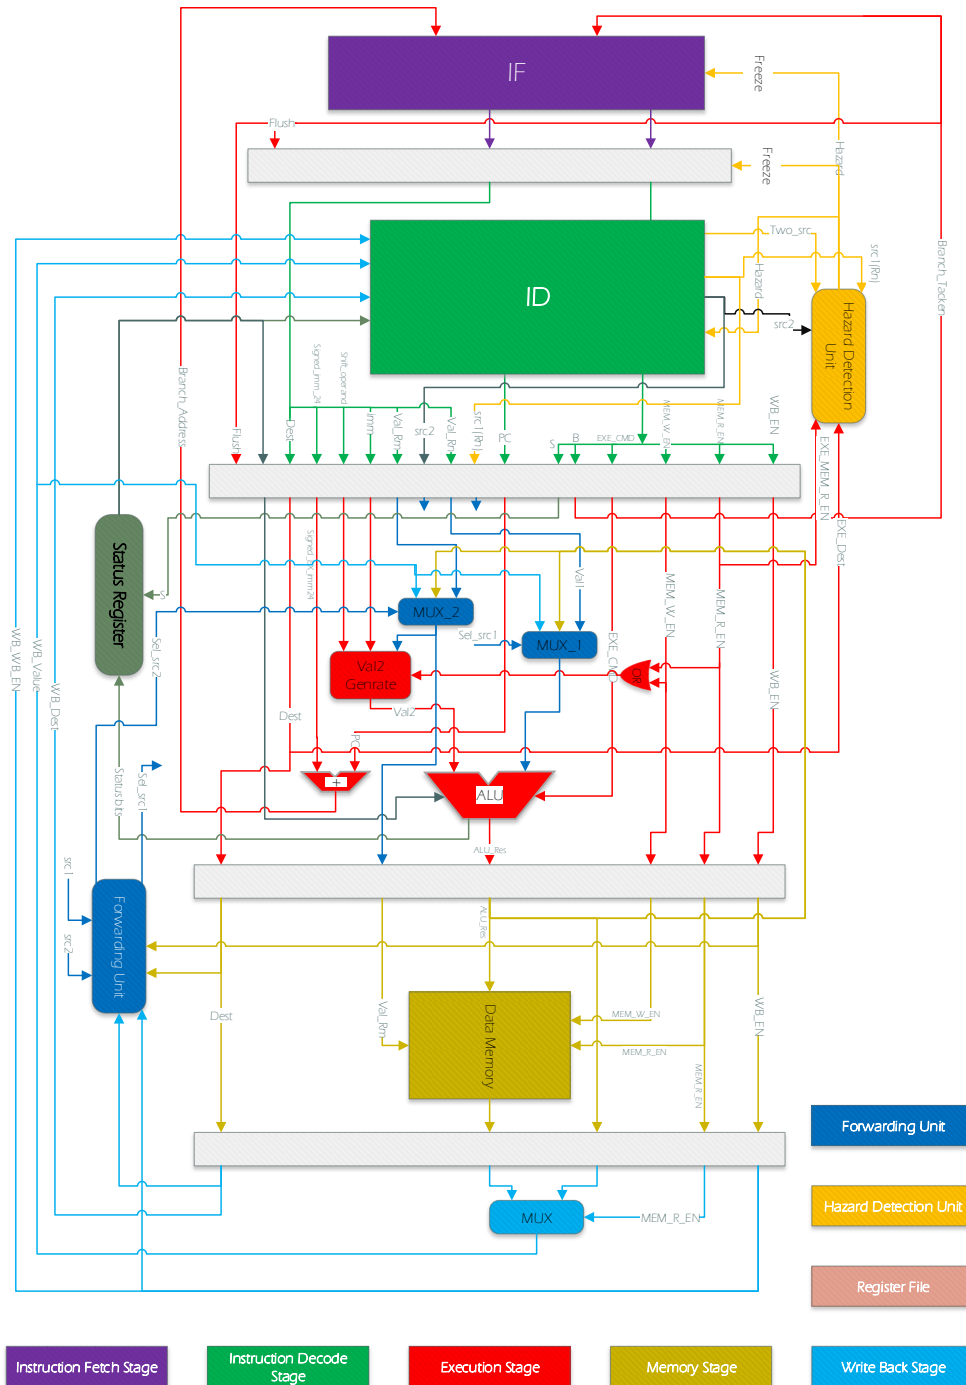 IF
Freeze
Flush
Freeze
Hazard
Two_src
src1(Rn)
Branch_Tacken
Hazard
ID
src2
Hazard Detection
Unit
Signed_imm_24
Shift_operand
Branch_Address
Flush
Dest
imm
Val_Rm
src2
Val_Rn
src1(Rn)
PC
S
B
EXE_CMD
MEM_W_EN
MEM_R_EN
WB_EN
EXE_MEM_R_EN
EXE_Dest
Status Register
S
Val1
MUX_2
Sel_src1
MUX_1
EXE_CMD
MEM_W_EN
MEM_R_EN
OR
Val2
Genrate
WB_EN
Sel_src2
WB_WB_EN
WB_Value
WB_Dest
Dest
Val2
PC
+
ALU
Status bits
Sel_src1
ALU_Res
src1
src2
Forwarding Unit
ALU_Res
Dest
Val_Rm
Data Memory
MEM_W_EN
MEM_R_EN
WB_EN
MEM_R_EN
Forwarding Unit
MUX
MEM_R_EN
Hazard Detection Unit
Register File
Instruction Fetch Stage
Instruction Decode
Stage
Execution Stage
Memory Stage
Write Back Stage